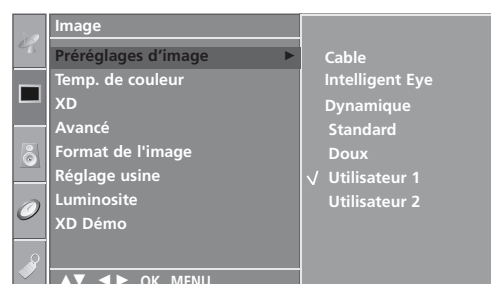 Image
Préréglages d’image ►
Temp. de couleur
XD
Avancé
Format de l'image
Réglage usine
Luminosite
XD Démo
▲▼ ◄► OK MENU
Cable
Intelligent Eye
Dynamique
Standard
Doux
√ Utilisateur 1
Utilisateur 2